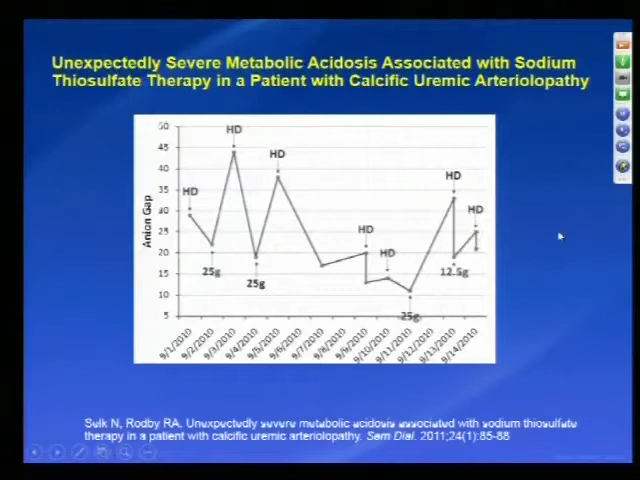 Unexpectedly Severe Metabolic Acidosis Associated with Sodium
Thiosulfate Therapy in a Patient with Calcific Uremic Arteriolopathy
50
45
40
35
30
25
20
15
10
5
Anion Gap
HD
HD
HD
HD
HD
HD
HD
25g
25g
25g
12.5g
9/1/2010
9/2/2010
9/3/2010
9/4/2010
9/5/2010
9/6/2010
9/7/2010
9/8/2010
9/9/2010
9/10/2010
9/11/2010
9/12/2010
9/13/2010
9/14/2010
Selk N, Rodby RA. Unexpectedly severe metabolic acidosis associated with sodium thiosulfate
therapy in a patient with calcific uremic arteriolopathy. Sem Dial. 2011;24(1):85-88